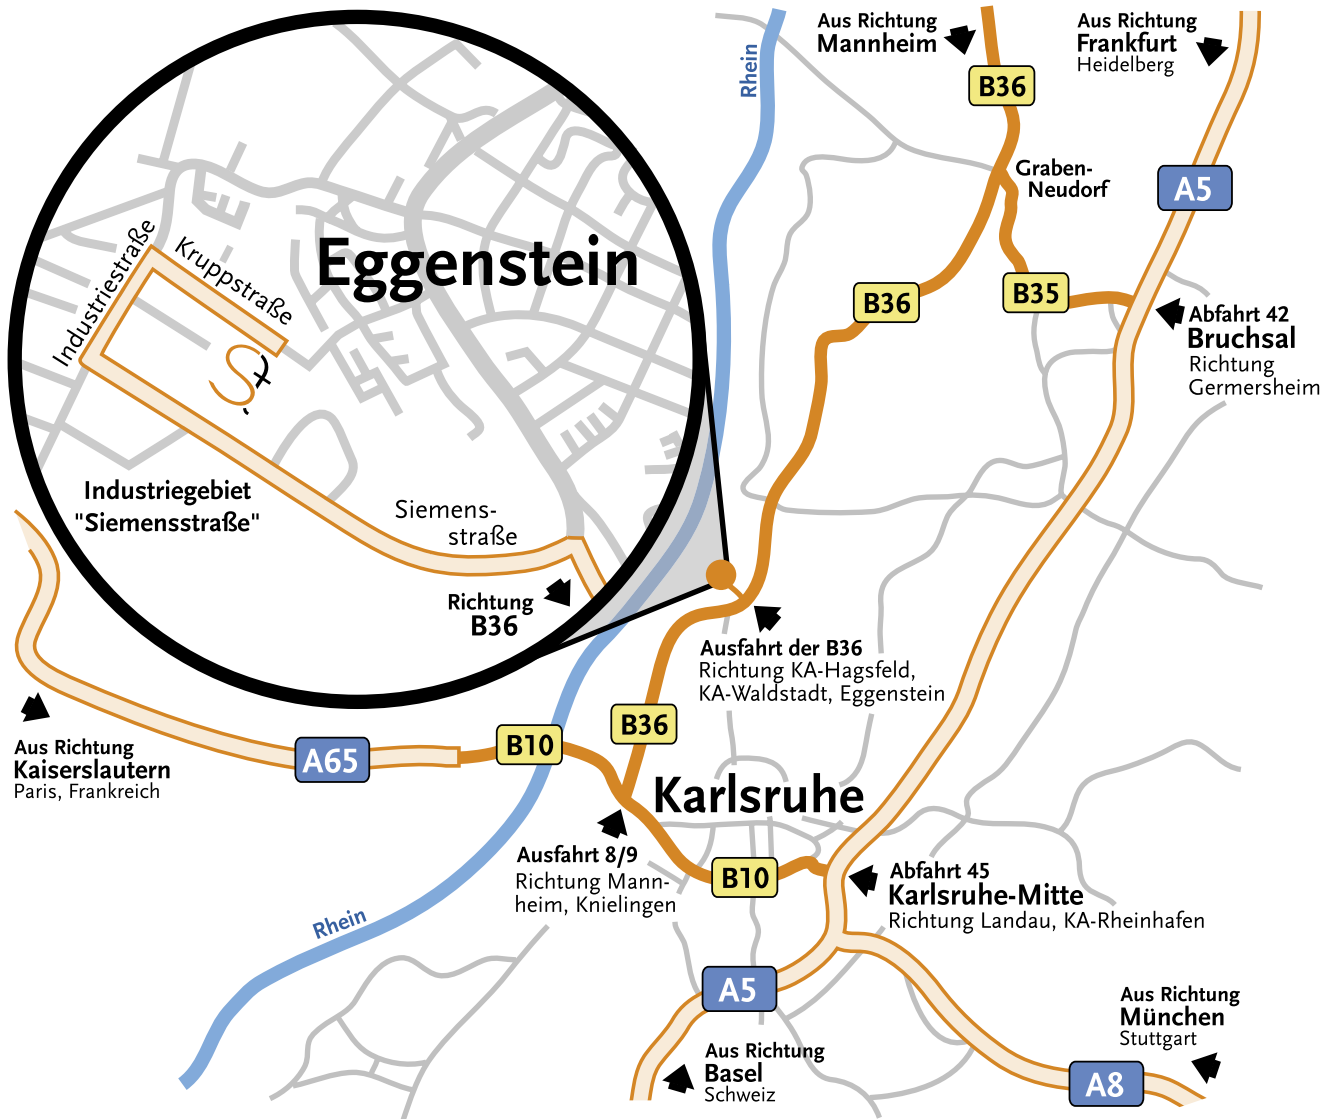 Aus Richtung
Mannheim
Aus Richtung
Frankfurt
Heidelberg
Rhein
B36
A5
Graben-
Neudorf
Eggenstein
Industriestraße
Kruppstraße
B36
B35
Abfahrt 42
Bruchsal
Richtung
Germersheim
Industriegebiet
"Siemensstraße"
Siemens-
straße
Richtung
B36
Ausfahrt der B36
Richtung KA-Hagsfeld,
KA-Waldstadt, Eggenstein
B36
B10
A65
Aus Richtung
Kaiserslautern
Paris, Frankreich
Karlsruhe
Ausfahrt 8/9
Richtung Mann-
heim, Knielingen
B10
Abfahrt 45
Karlsruhe-Mitte
Richtung Landau, KA-Rheinhafen
Rhein
A5
Aus Richtung
Basel
Schweiz
Aus Richtung
München
Stuttgart
A8